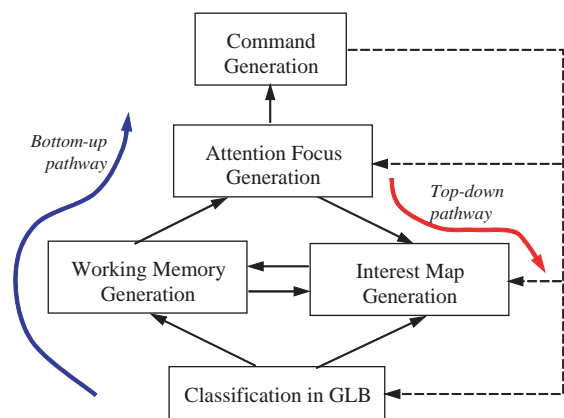 Command
Generation
Bottom-up
pathway
Attention Focus
Generation
Top-down
pathway
Working Memory
Generation
Interest Map
Generation
Classification in GLB